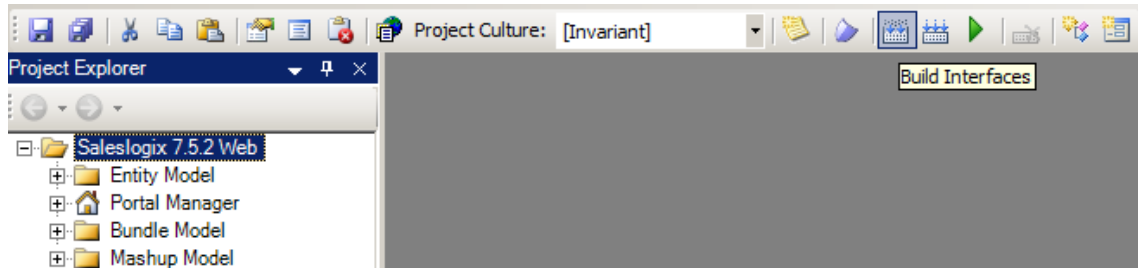 Project Culture: [Invariant]
Project Explorer
Build Interfaces
Saleslogix 7.5.2 Web
Entity Model
Portal Manager
Bundle Model
Mashup Model